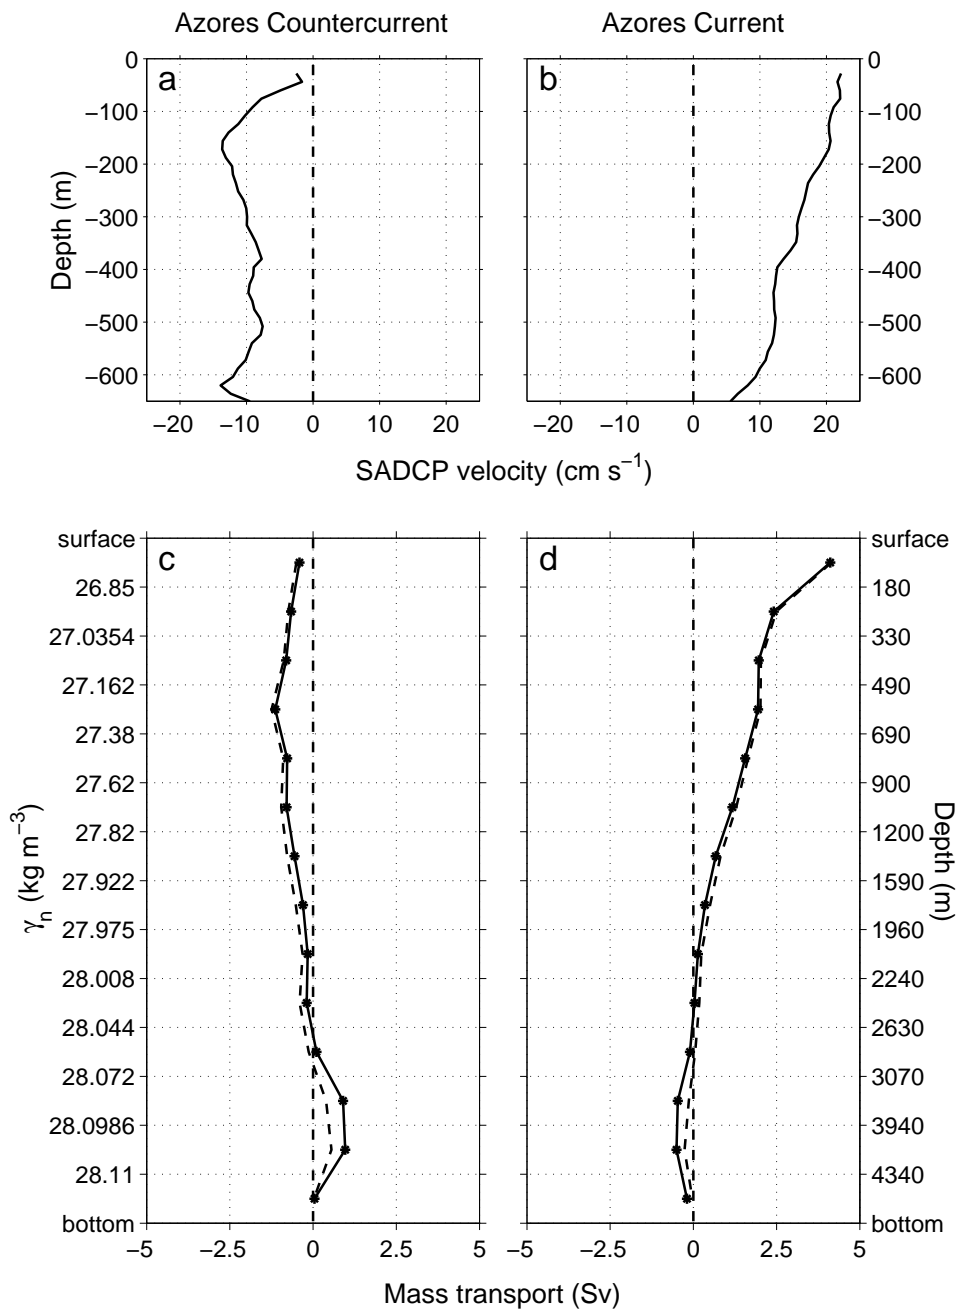 Azores Countercurrent
Azores Current
a
b
0
−100
−200
−300
−400
−500
−600
Depth (m)
0
−100
−200
−300
−400
−500
−600
−20 −10 0 10 20
−20 −10 0 10 20
SADCP velocity (cm s−1)
c
d
surface
26.85
27.0354
27.162
27.38
27.62
27.82
27.922
27.975
28.008
28.044
28.072
28.0986
28.11
bottom
γn (kg m−3)
surface
180
330
490
690
900
1200
1590
1960
2240
2630
3070
3940
4340
bottom
Depth (m)
−5 −2.5 0 2.5 5
−5 −2.5 0 2.5 5
Mass transport (Sv)